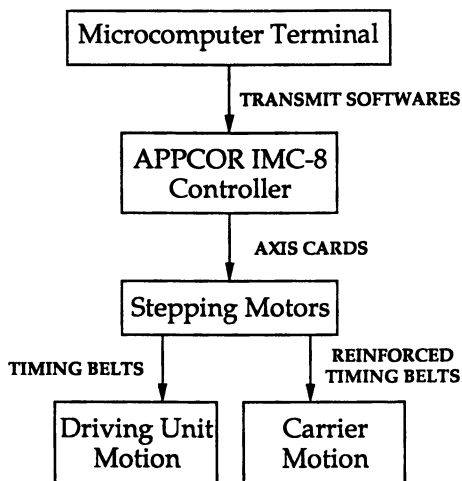 Microcomputer Terminal
TRANSMIT SOFTWARES
APPCOR IMC-8
Controller
AXIS CARDS
Stepping Motors
TIMING BELTS
REINFORCED
TIMING BELTS
Driving Unit
Motion
Carrier
Motion